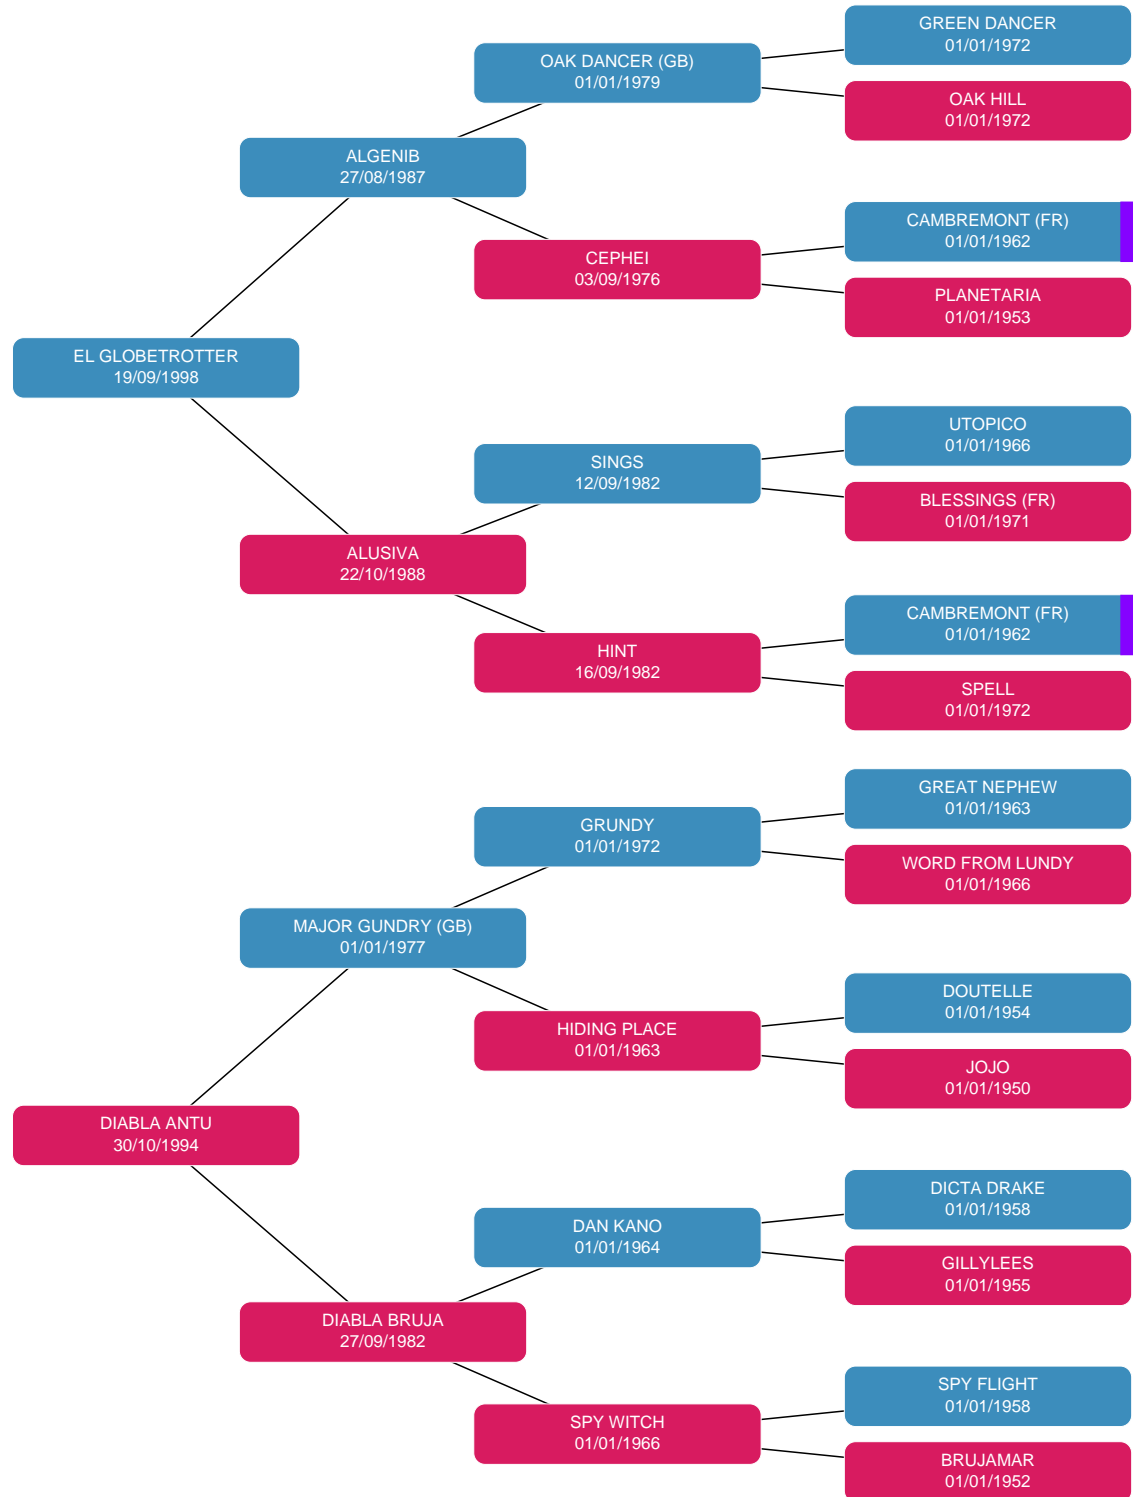 GREEN DANCER
01/01/1972
OAK DANCER (GB)
01/01/1979
OAK HILL
01/01/1972
ALGENIB
27/08/1987
CAMBREMONT (FR)
01/01/1962
CEPHEI
03/09/1976
PLANETARIA
01/01/1953
EL GLOBETROTTER
19/09/1998
UTOPICO
01/01/1966
SINGS
12/09/1982
BLESSINGS (FR)
01/01/1971
ALUSIVA
22/10/1988
CAMBREMONT (FR)
01/01/1962
HINT
16/09/1982
SPELL
01/01/1972
GREAT NEPHEW
01/01/1963
GRUNDY
01/01/1972
WORD FROM LUNDY
01/01/1966
MAJOR GUNDRY (GB)
01/01/1977
DOUTELLE
01/01/1954
HIDING PLACE
01/01/1963
JOJO
01/01/1950
DIABLA ANTU
30/10/1994
DICTA DRAKE
01/01/1958
DAN KANO
01/01/1964
GILLYLEES
01/01/1955
DIABLA BRUJA
27/09/1982
SPY FLIGHT
01/01/1958
SPY WITCH
01/01/1966
BRUJAMAR
01/01/1952